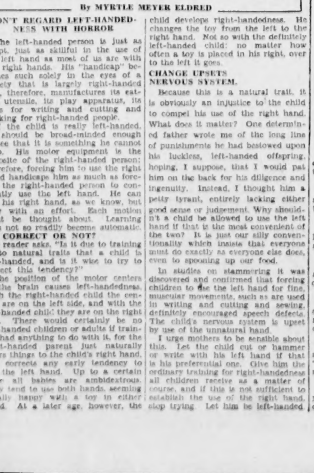 By MYRTLE MEYER ELDRED
DON'T REGARD LEFT-HANDED-
NESS WITH HORROR
The left-handed person is just as
Just as skillful in the use of
left hand as most of us are with
right hands. His "handicap" be-
comes such solely in the eyes of a
society that is largely right-handed
therefore, manufactures its eat-
utensils, its play apparatus, its
for writing and cutting and
king for right-handed people.
the child is really left-handed,
should be broad-minded enough
see that it is something he cannot
His motor equipment is the
of the right-handed person;
therefore, forcing him to use the right
handicaps him as much as forc-
the right-handed person to con-
use the left hand. He can
his right hand, as we know, but
with an effort. Each motion
be thought about. Learning
not so readily become automatic.
CORRECT OR NOT?
reader asks, "Is it due to training
to natural traits that a child is
-handed, and is it wise to try to
correct this tendency?"
The position of the motor centers
the brain causes left-handedness.
the right-handed child the cen-
are on the left side, and with the
-handed child they are on the right
There would certainly be no
-handed children or adults if train-
had anything to do with it, for the
-handed parent just naturally
things to the child's right hand,
corrects any early tendency to
the left hand. Up to a certain
all babies are ambidextrous.
tend to use both hands, seeming
happy with a toy in either
At a later age, however, the
child develops right-handedness. He
changes the toy from the left to the
right hand. Not so with the definitely
left-handed child; no matter how
often a toy is placed in his right, over
to the left it goes.
CHANGE UPSETS
NERVOUS SYSTEM.
Because this is a natural trait, it
is obviously an injustice to the child
to compel his use of the right hand.
What does it matter? One determin-
ed father wrote me of the long line
of punishments he had bestowed upon
his luckless, left-handed offspring,
hoping, I suppose, that I would pat
him on the back for his diligence and
ingenuity. Instead, I thought him a
petty tyrant, entirely lacking either
good sense or judgement. Why should-
n't a child be allowed to use the left
hand if that is the most convenient of
the two? It is just our silly conven-
tionality which insists that everyone
must do exactly as everyone else does,
even to spooning up our food.
In studies on stammering it was
discovered and confirmed that forcing
children to use the left hand for fine,
muscular movements, such as are used
in writing and cutting and sewing,
definitely encouraged speech defects.
The child's nervous system is upset
by use of the unnatural hand.
I urge mothers to be sensible about
this. Let the child cut or hammer
or write with his left hand if that
is his preferential one. Give him the
ordinary training for right-handedness
all children receive as a matter of
course, and if this is not sufficient to
establish the use of the right hand,
stop trying. Let him be left-handed